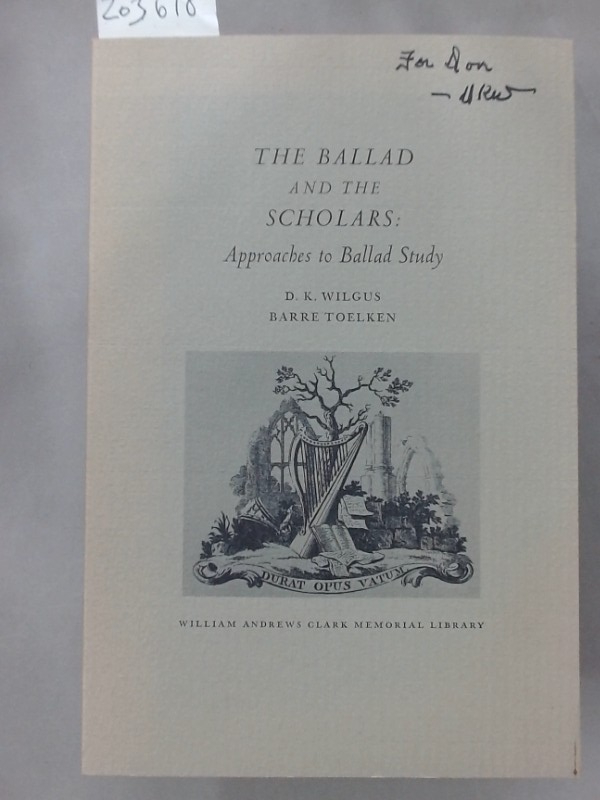 203610
For Don
— DKW
THE BALLAD
AND THE
SCHOLARS:
Approaches to Ballad Study
D. K. WILGUS
BARRE TOELKEN
DURAT OPUS VATUM
WILLIAM ANDREWS CLARK MEMORIAL LIBRARY